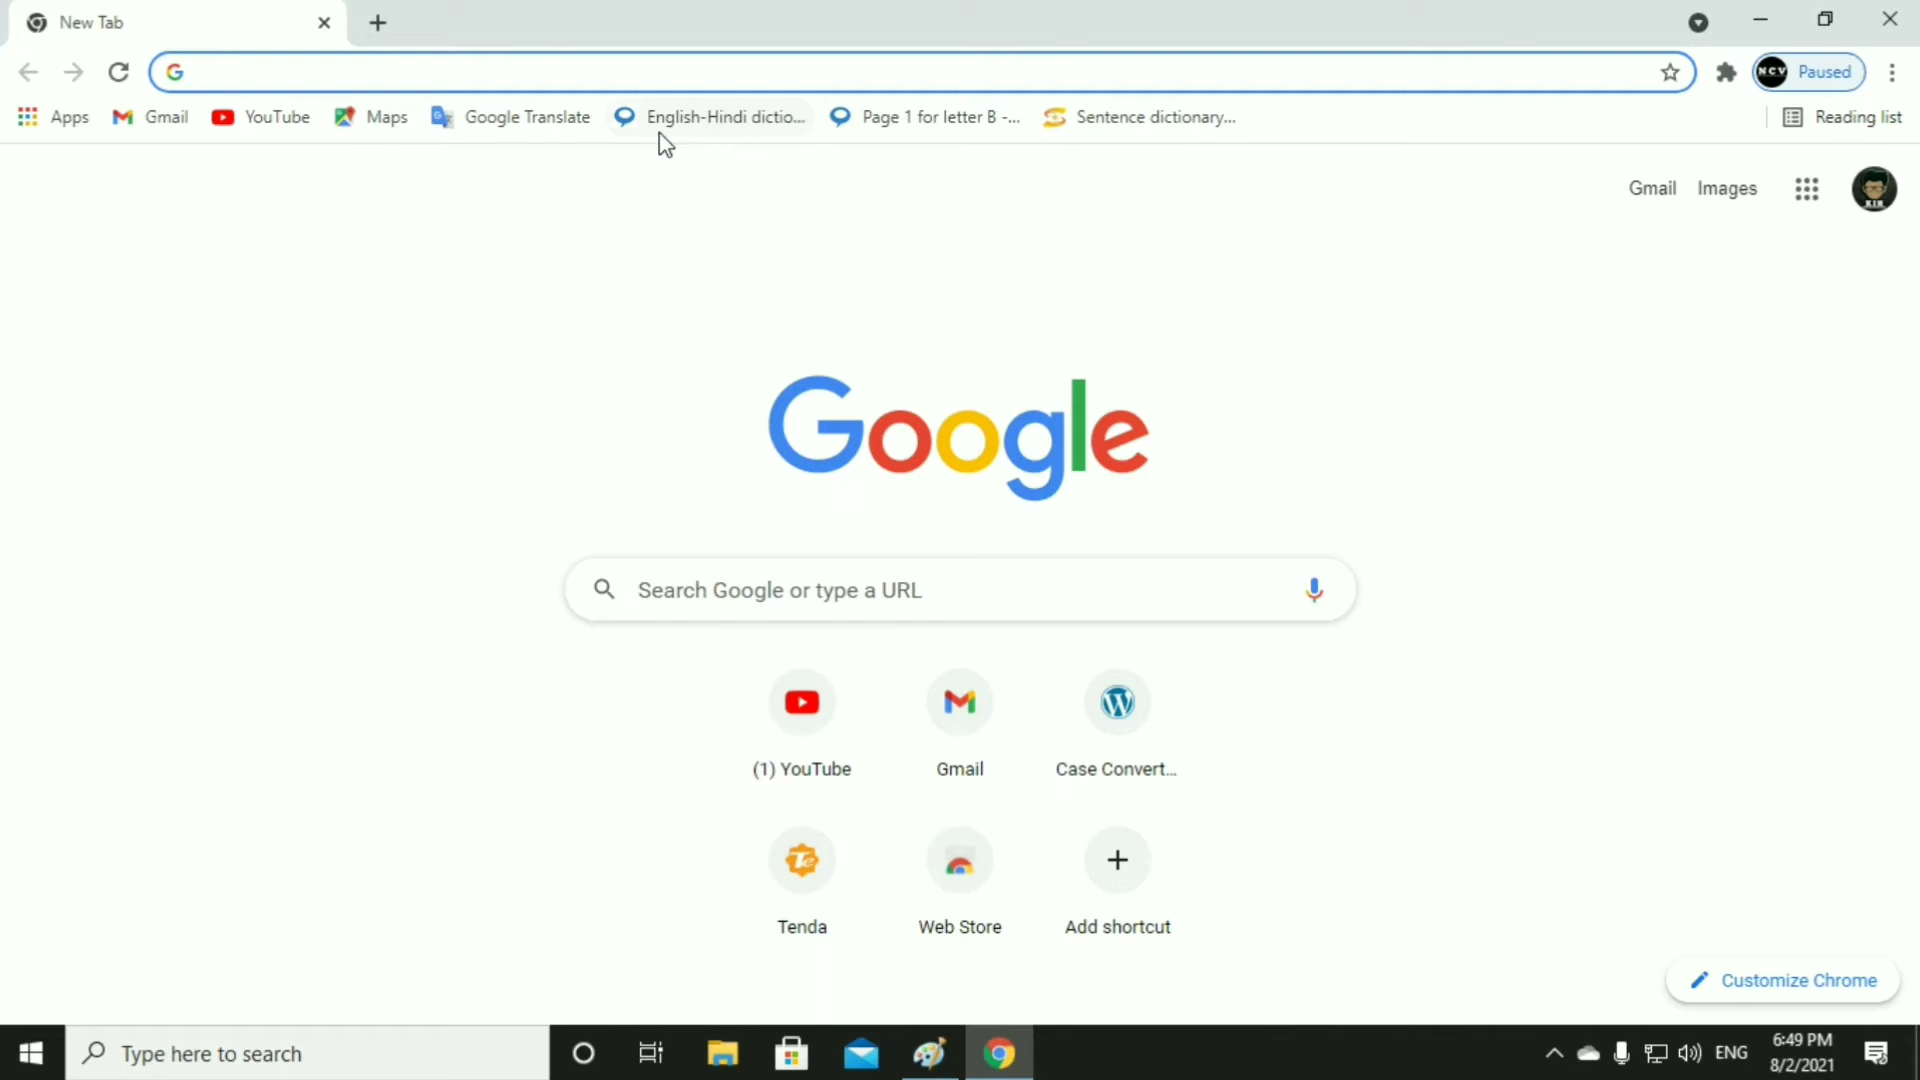 New Tab
NCV Paused
Apps Gmail YouTube Maps Google Translate English-Hindi dictio... Page 1 for letter B -... Sentence dictionary... Reading list
Gmail Images
Google
Search Google or type a URL
(1) YouTube Gmail Case Convert...
Tenda Web Store Add shortcut
Customize Chrome
Type here to search
ENG
6:49 PM
8/2/2021